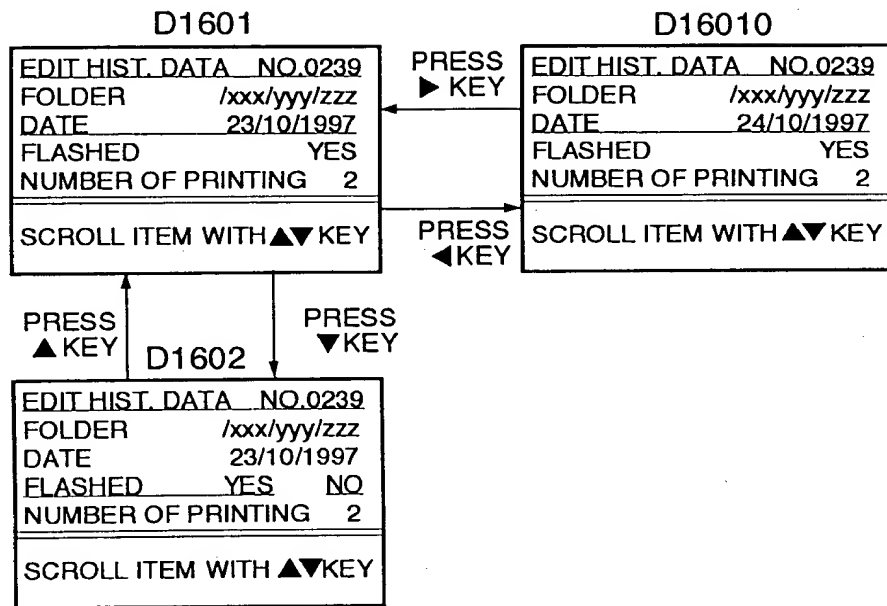 D1601
EDIT HIST. DATA NO.0239
FOLDER /xxx/yyy/zzz
DATE 23/10/1997
FLASHED YES
NUMBER OF PRINTING 2
SCROLL ITEM WITH ▲▼ KEY
PRESS
▶ KEY
PRESS
◀ KEY
D16010
EDIT HIST. DATA NO.0239
FOLDER /xxx/yyy/zzz
DATE 24/10/1997
FLASHED YES
NUMBER OF PRINTING 2
SCROLL ITEM WITH ▲▼ KEY
PRESS
▲ KEY
PRESS
▼ KEY
D1602
EDIT HIST. DATA NO.0239
FOLDER /xxx/yyy/zzz
DATE 23/10/1997
FLASHED YES NO
NUMBER OF PRINTING 2
SCROLL ITEM WITH ▲▼ KEY